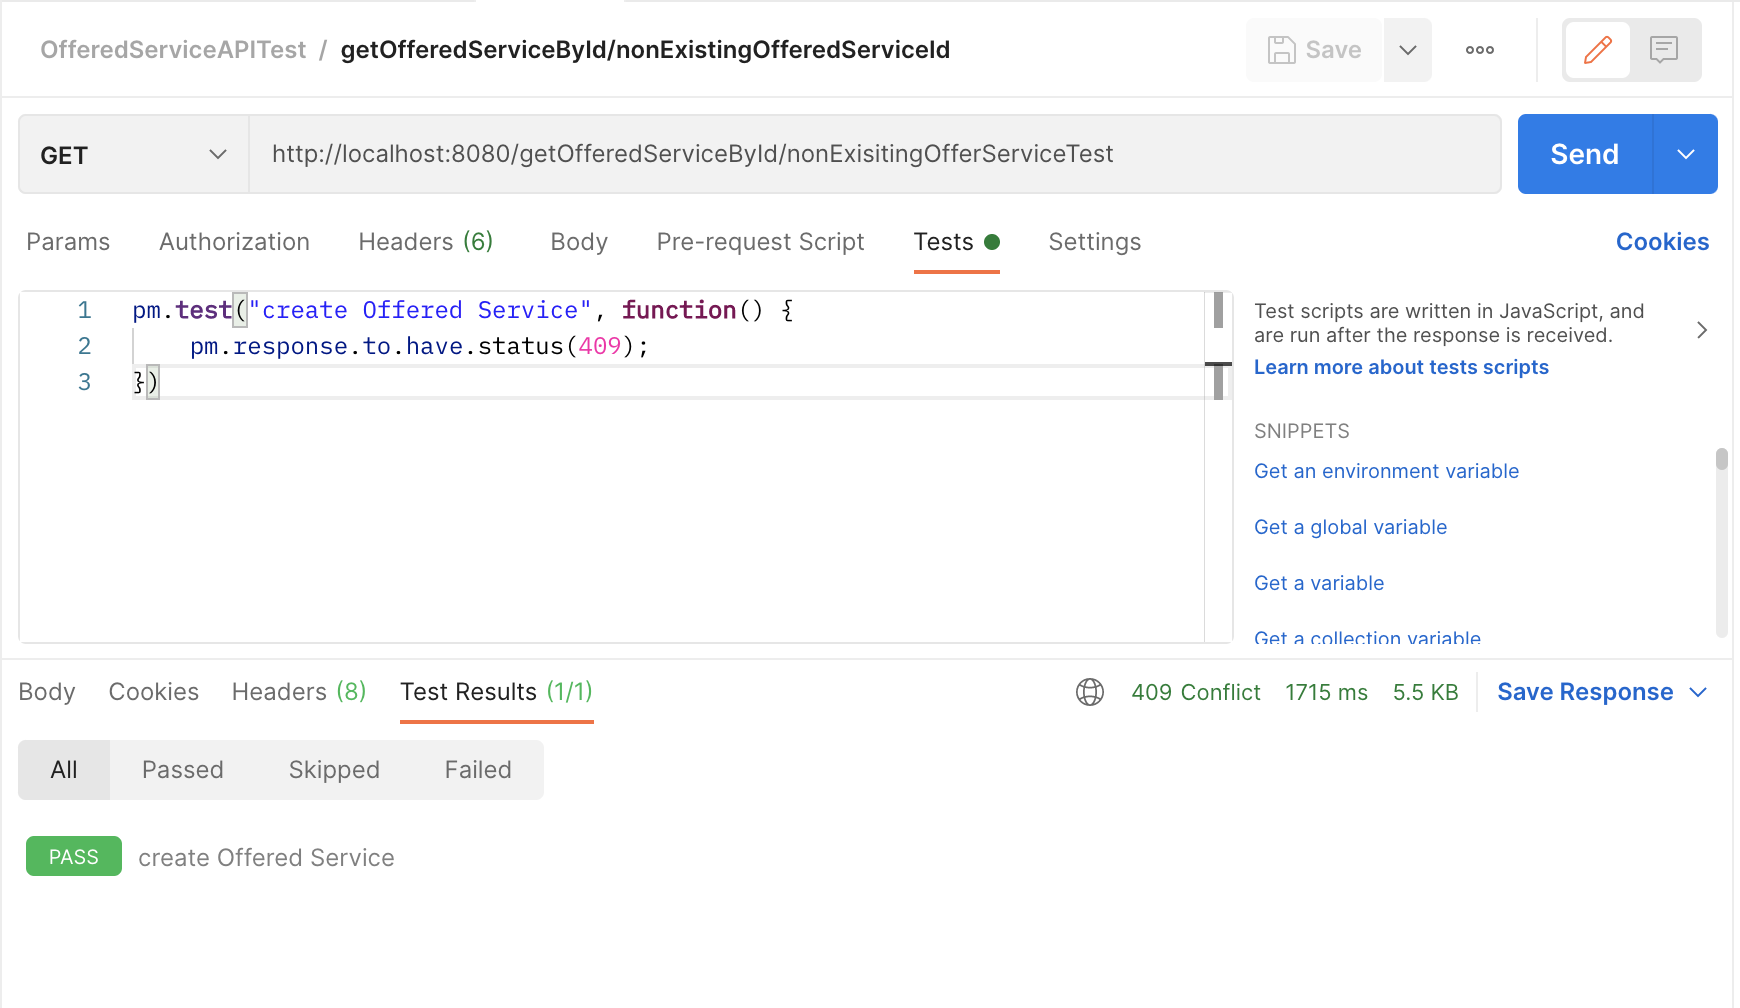 OfferedServiceAPITest / getOfferedServiceById/nonExistingOfferedServiceId
Save
GET
http://localhost:8080/getOfferedServiceById/nonExisitingOfferServiceTest
Send
Params Authorization Headers (6) Body Pre-request Script Tests Settings
Cookies
1 pm.test("create Offered Service", function() {
2 pm.response.to.have.status(409);
3 })
Test scripts are written in JavaScript, and
are run after the response is received.
Learn more about tests scripts
SNIPPETS
Get an environment variable
Get a global variable
Get a variable
Get a collection variable
Body Cookies Headers (8) Test Results (1/1)
409 Conflict 1715 ms 5.5 KB Save Response
All Passed Skipped Failed
PASS create Offered Service